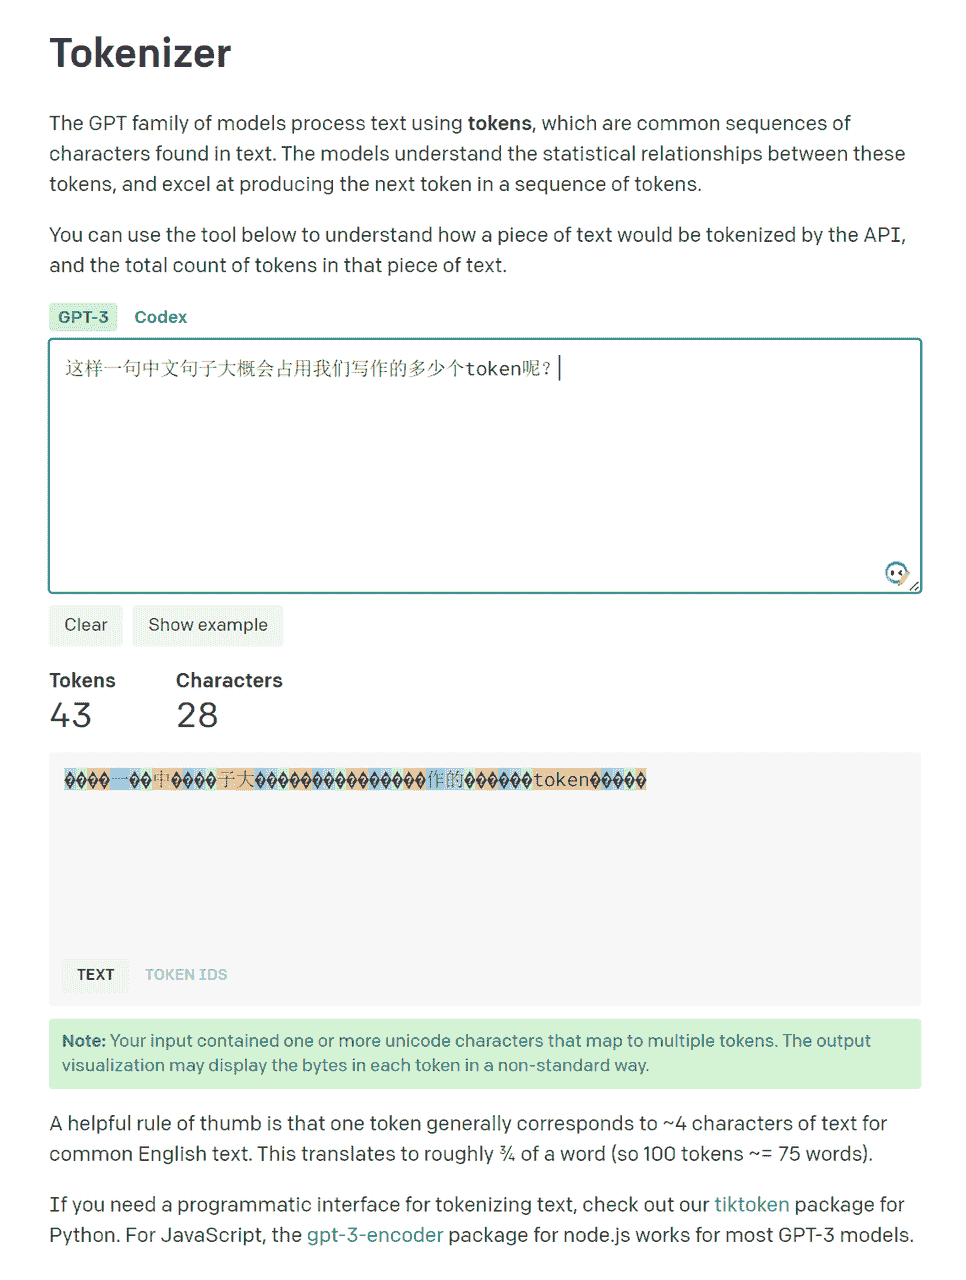 Tokenizer
The GPT family of models process text using tokens, which are common sequences of
characters found in text. The models understand the statistical relationships between these
tokens, and excel at producing the next token in a sequence of tokens.
You can use the tool below to understand how a piece of text would be tokenized by the API,
and the total count of tokens in that piece of text.
GPT-3 Codex
这样一句中文句子大概会占用我们写作的多少个token呢?
Clear Show example
Tokens Characters
43 28
����一��中����子大���������������作的������token�����
TEXT TOKEN IDS
Note: Your input contained one or more unicode characters that map to multiple tokens. The output
visualization may display the bytes in each token in a non-standard way.
A helpful rule of thumb is that one token generally corresponds to ~4 characters of text for
common English text. This translates to roughly ¾ of a word (so 100 tokens ~= 75 words).
If you need a programmatic interface for tokenizing text, check out our tiktoken package for
Python. For JavaScript, the gpt-3-encoder package for node.js works for most GPT-3 models.